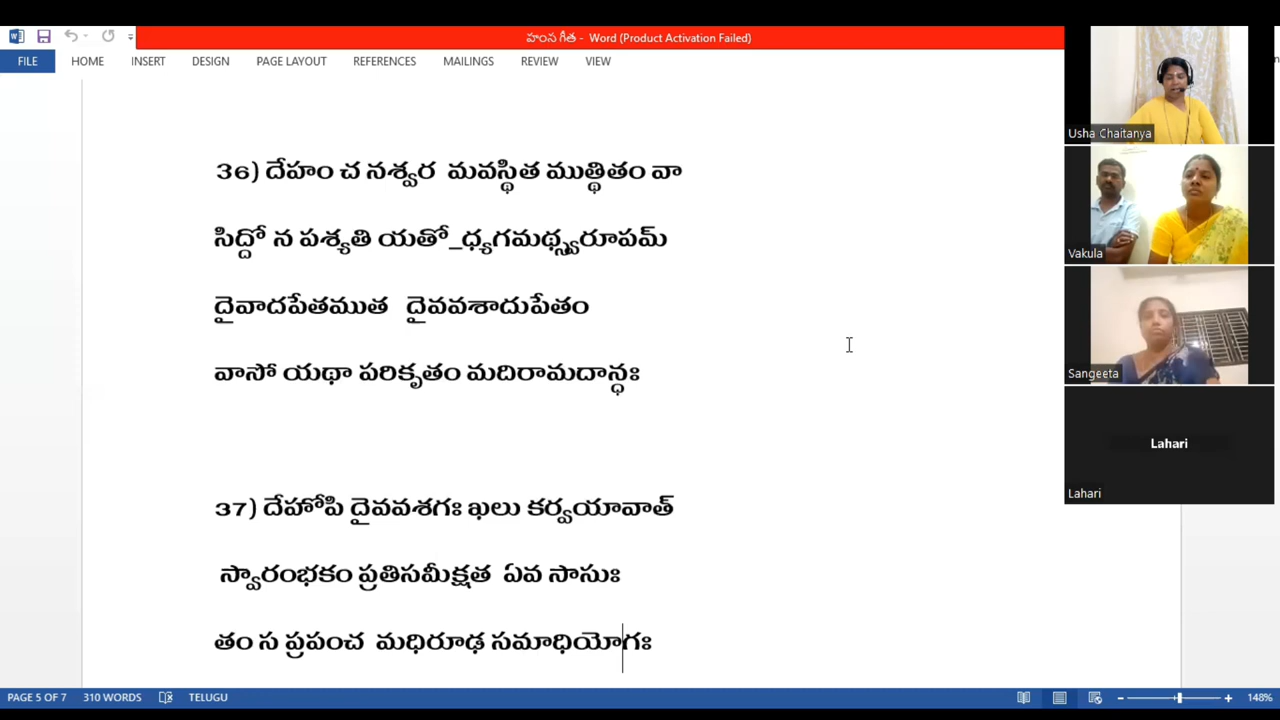 హంస గీత - Word (Product Activation Failed)
FILE HOME INSERT DESIGN PAGE LAYOUT REFERENCES MAILINGS REVIEW VIEW
36) దేహం చ నశ్వర మవస్థిత ముత్థితం వా
సిద్దో న పశ్యతి యతో_ధ్యగమథ్స్వరూపమ్
దైవాదపేతముత దైవవశాదుపేతం
వాసో యథా పరికృతం మదిరామదాన్ధః
37) దేహోపి దైవవశగః ఖలు కర్వయావాత్
స్వారంభకం ప్రతిసమీక్షత ఏవ సాసుః
తం స ప్రపంచ మధిరూఢ సమాధియోగః
PAGE 5 OF 7 310 WORDS TELUGU 148%
Usha Chaitanya
Vakula
Sangeeta
Lahari
Lahari